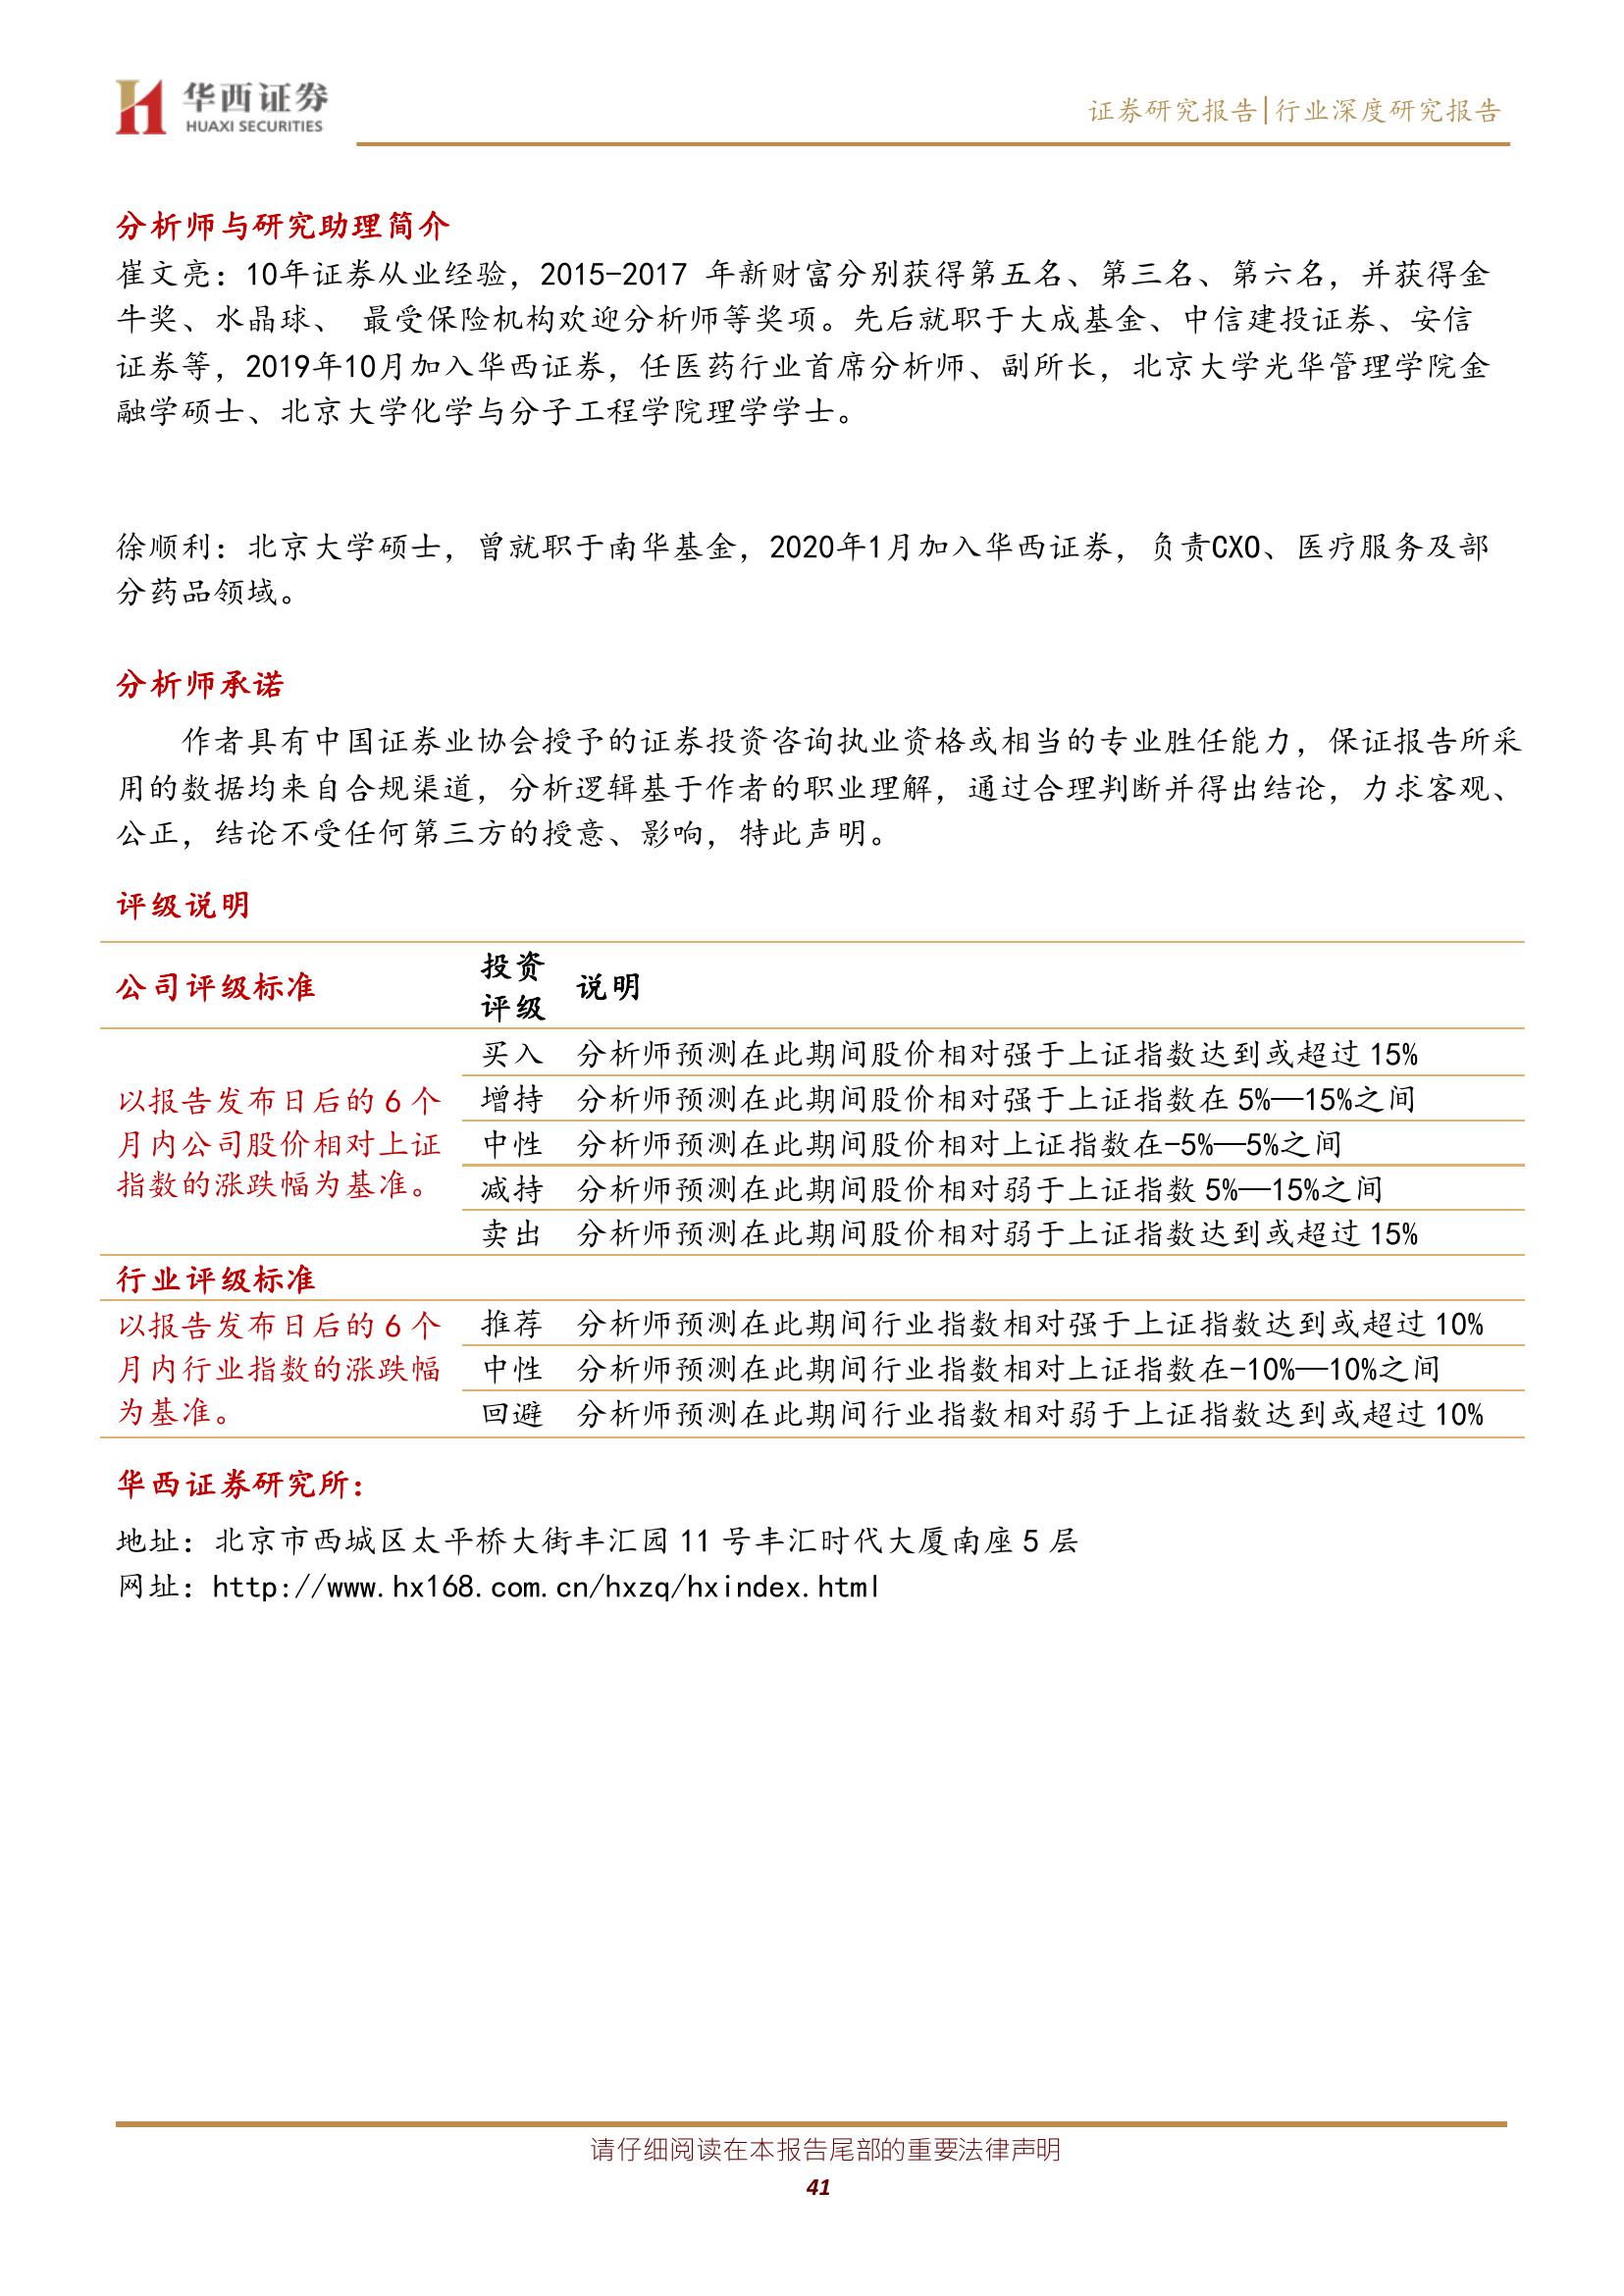 华西证券
HUAXI SECURITIES
证券研究报告|行业深度研究报告
分析师与研究助理简介
崔文亮：10年证券从业经验，2015-2017 年新财富分别获得第五名、第三名、第六名，并获得金
牛奖、水晶球、 最受保险机构欢迎分析师等奖项。先后就职于大成基金、中信建投证券、安信
证券等，2019年10月加入华西证券，任医药行业首席分析师、副所长，北京大学光华管理学院金
融学硕士、北京大学化学与分子工程学院理学学士。
徐顺利：北京大学硕士，曾就职于南华基金，2020年1月加入华西证券，负责CXO、医疗服务及部
分药品领域。
分析师承诺
作者具有中国证券业协会授予的证券投资咨询执业资格或相当的专业胜任能力，保证报告所采
用的数据均来自合规渠道，分析逻辑基于作者的职业理解，通过合理判断并得出结论，力求客观、
公正，结论不受任何第三方的授意、影响，特此声明。
评级说明
公司评级标准
投资
评级
说明
以报告发布日后的 6 个
月内公司股价相对上证
指数的涨跌幅为基准。
买入 分析师预测在此期间股价相对强于上证指数达到或超过 15%
增持 分析师预测在此期间股价相对强于上证指数在 5%—15%之间
中性 分析师预测在此期间股价相对上证指数在-5%—5%之间
减持 分析师预测在此期间股价相对弱于上证指数 5%—15%之间
卖出 分析师预测在此期间股价相对弱于上证指数达到或超过 15%
行业评级标准
以报告发布日后的 6 个
月内行业指数的涨跌幅
为基准。
推荐 分析师预测在此期间行业指数相对强于上证指数达到或超过 10%
中性 分析师预测在此期间行业指数相对上证指数在-10%—10%之间
回避 分析师预测在此期间行业指数相对弱于上证指数达到或超过 10%
华西证券研究所：
地址：北京市西城区太平桥大街丰汇园 11 号丰汇时代大厦南座 5 层
网址：http://www.hx168.com.cn/hxzq/hxindex.html
请仔细阅读在本报告尾部的重要法律声明
41